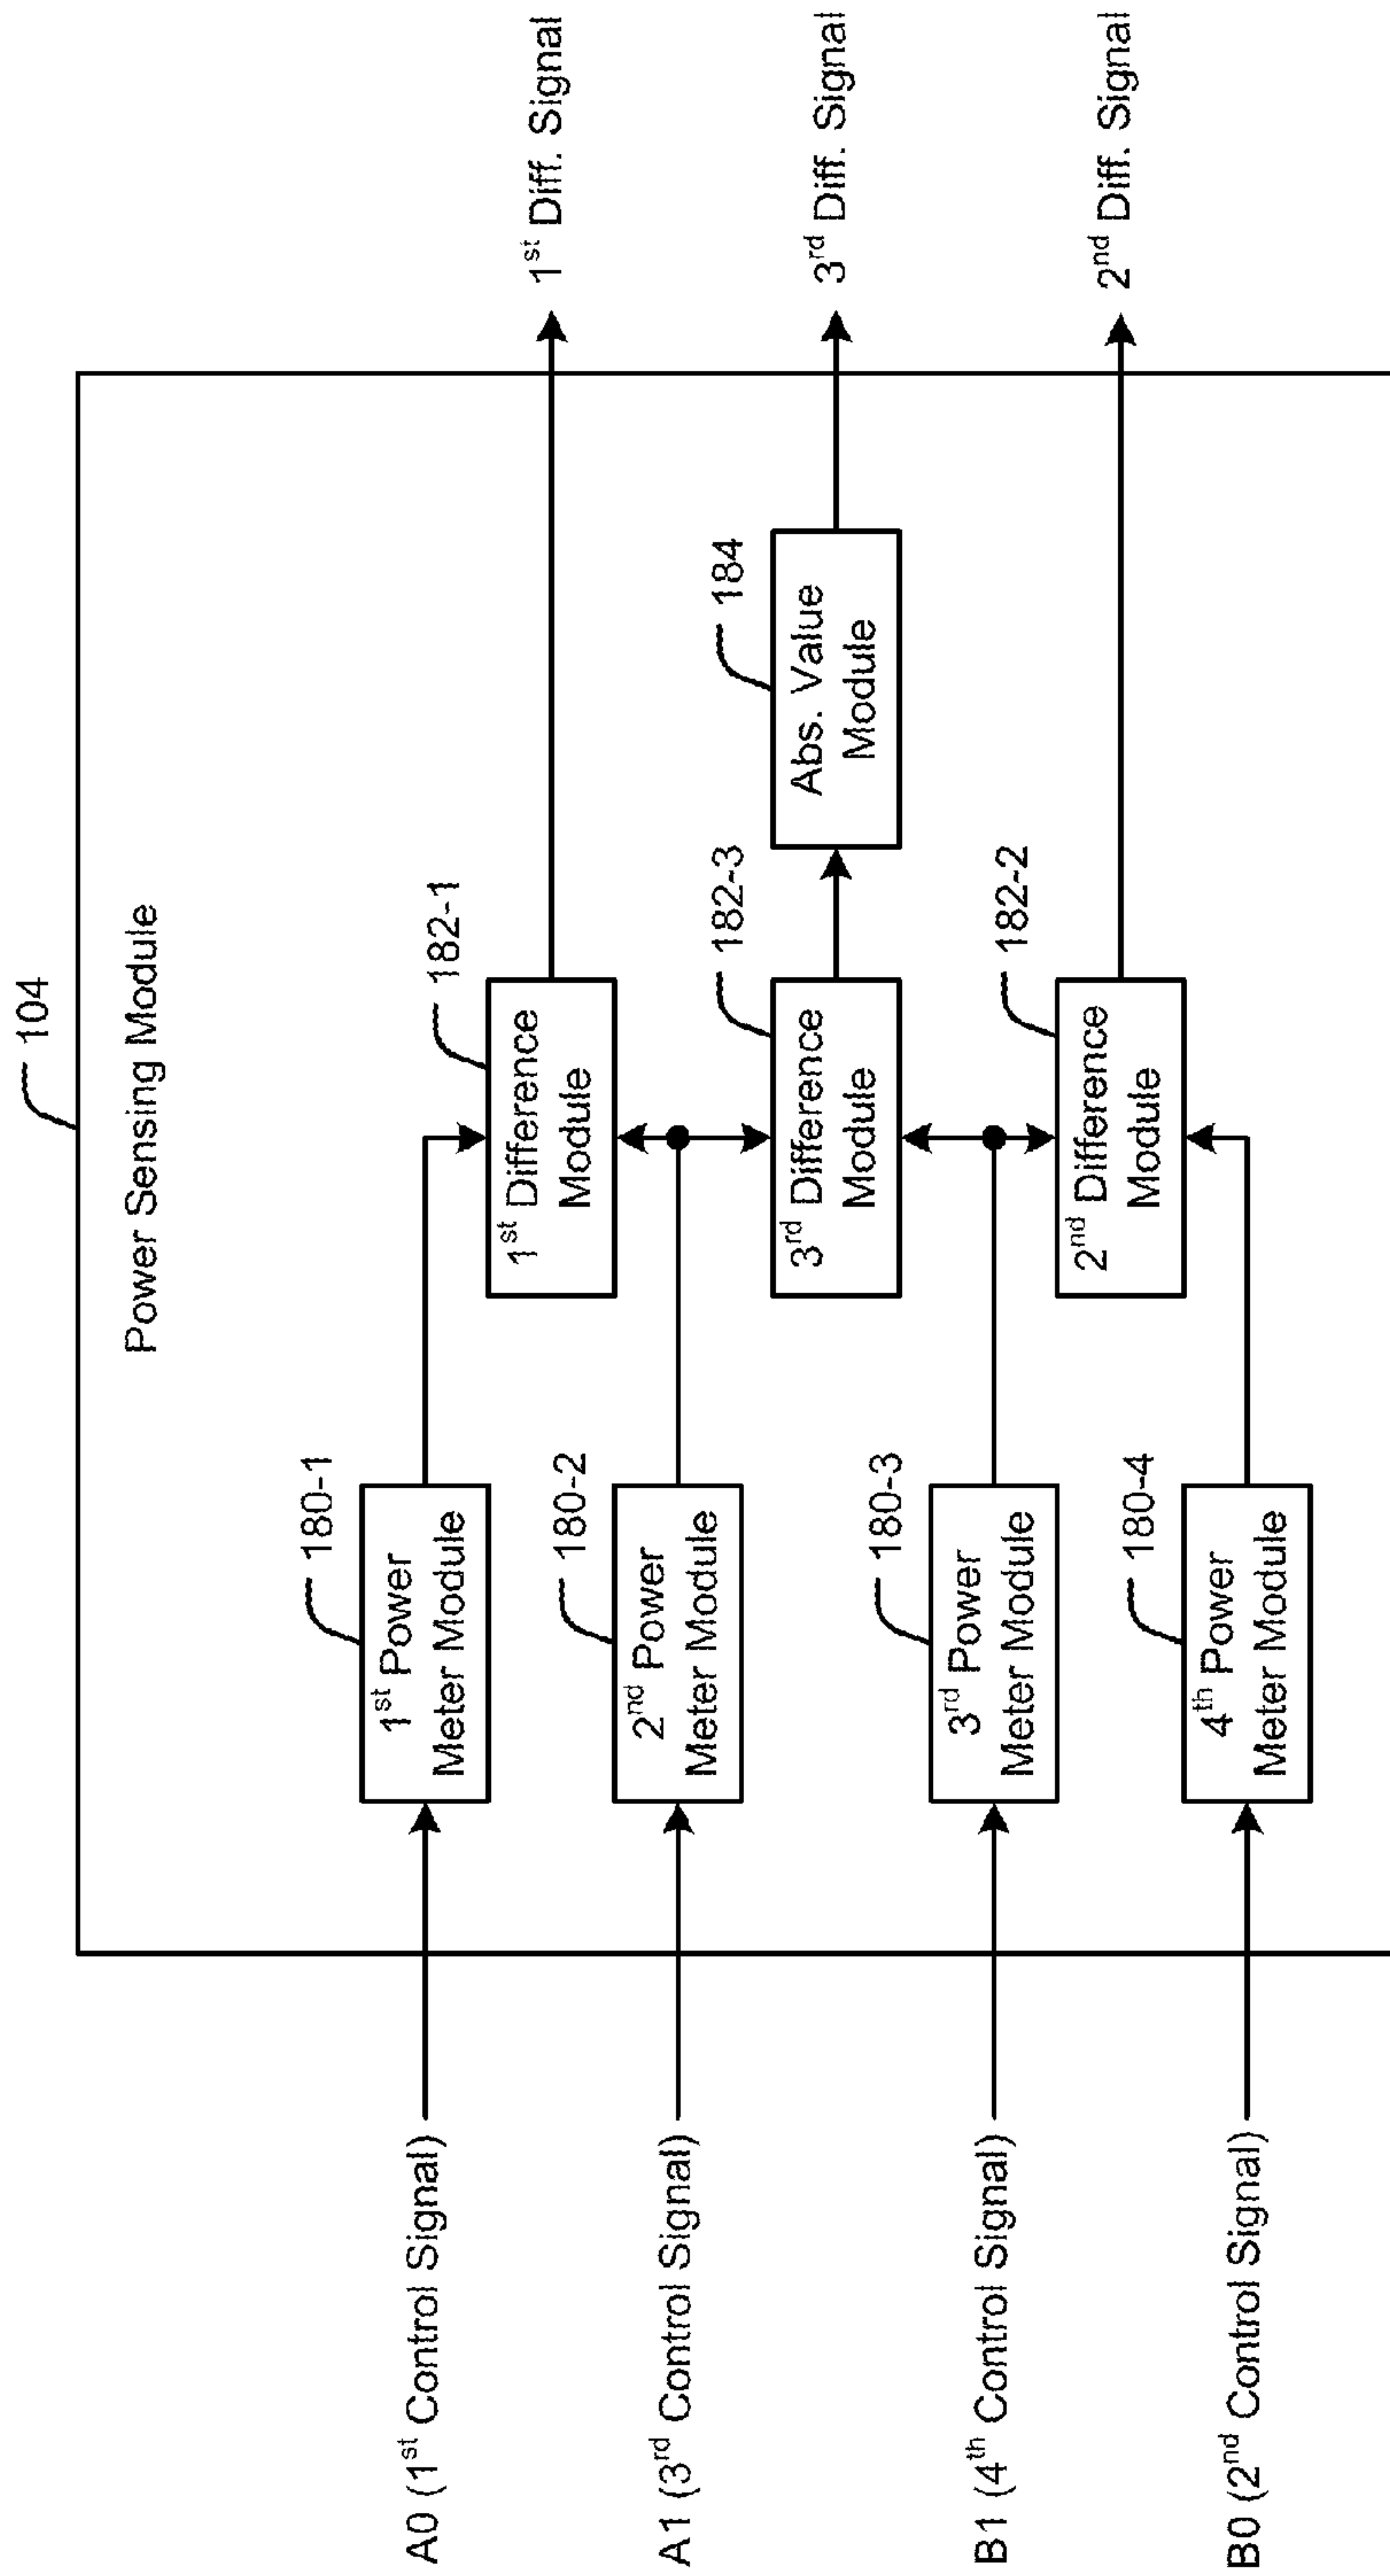 104
Power Sensing Module
A0 (1st Control Signal)
180-1
1st Power
Meter Module
182-1
1st Difference
Module
1st Diff. Signal
A1 (3rd Control Signal)
180-2
2nd Power
Meter Module
182-3
3rd Difference
Module
184
Abs. Value
Module
3rd Diff. Signal
B1 (4th Control Signal)
180-3
3rd Power
Meter Module
182-2
2nd Difference
Module
2nd Diff. Signal
B0 (2nd Control Signal)
180-4
4th Power
Meter Module